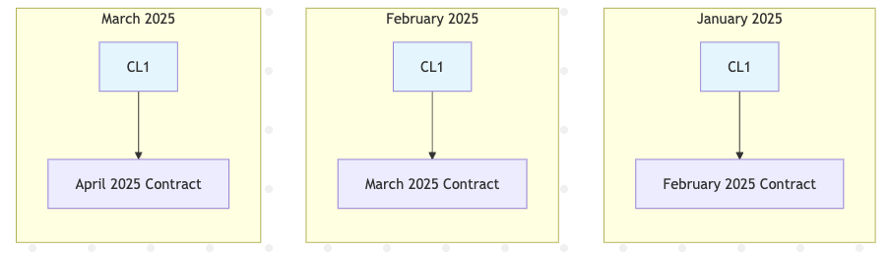 March 2025
CL1
April 2025 Contract
February 2025
CL1
March 2025 Contract
January 2025
CL1
February 2025 Contract